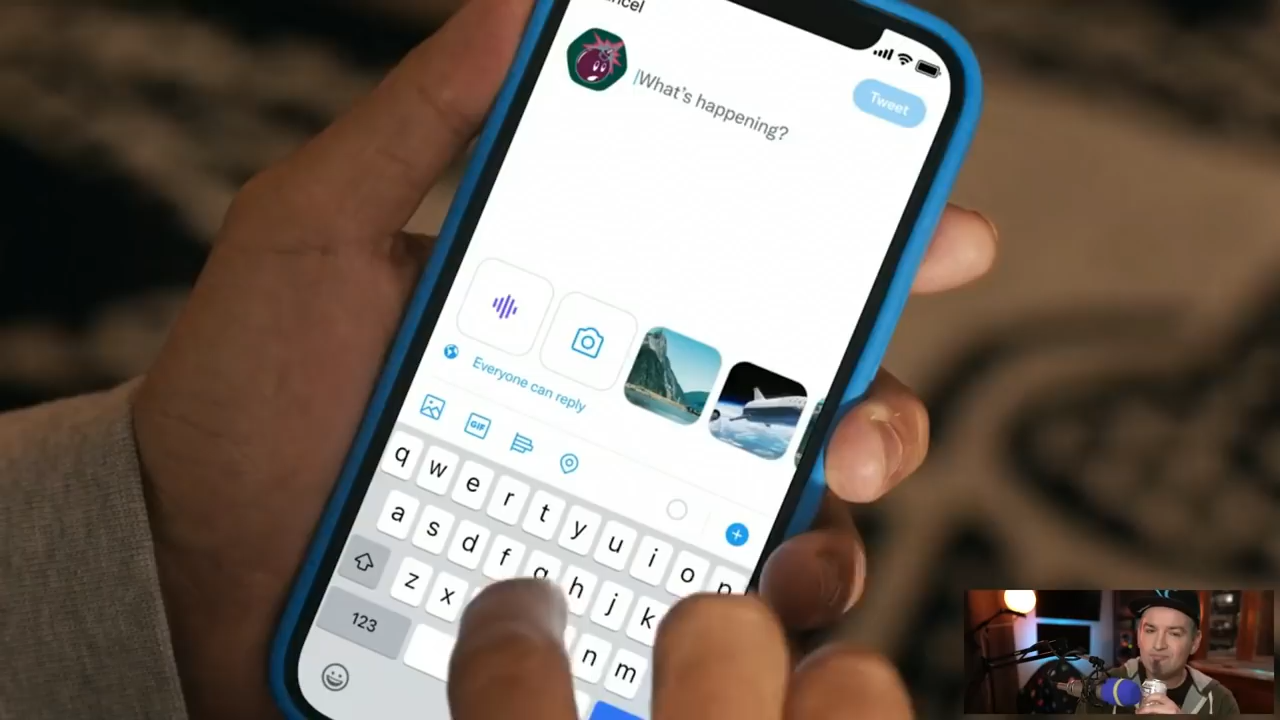 What's happening?
Tweet
Everyone can reply
GIF
q w e r t y u i o p
a s d f g h j k
z x n m
123